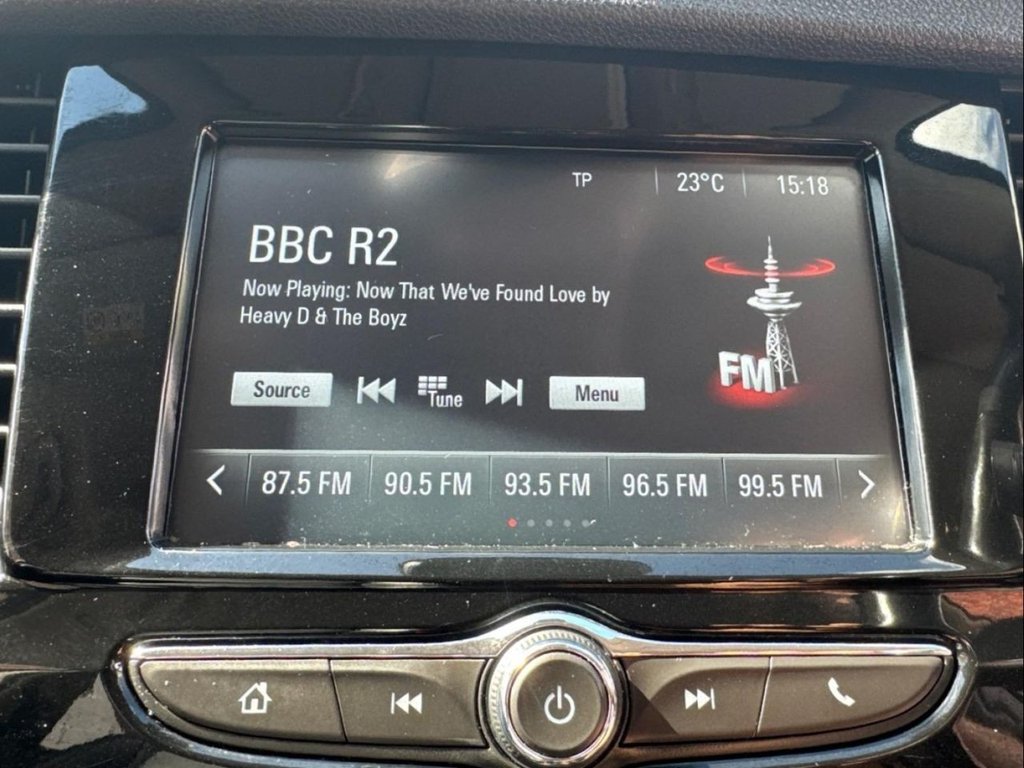 TP 23°C 15:18
BBC R2
Now Playing: Now That We've Found Love by
Heavy D & The Boyz
FM
Source Tune Menu
87.5 FM 90.5 FM 93.5 FM 96.5 FM 99.5 FM